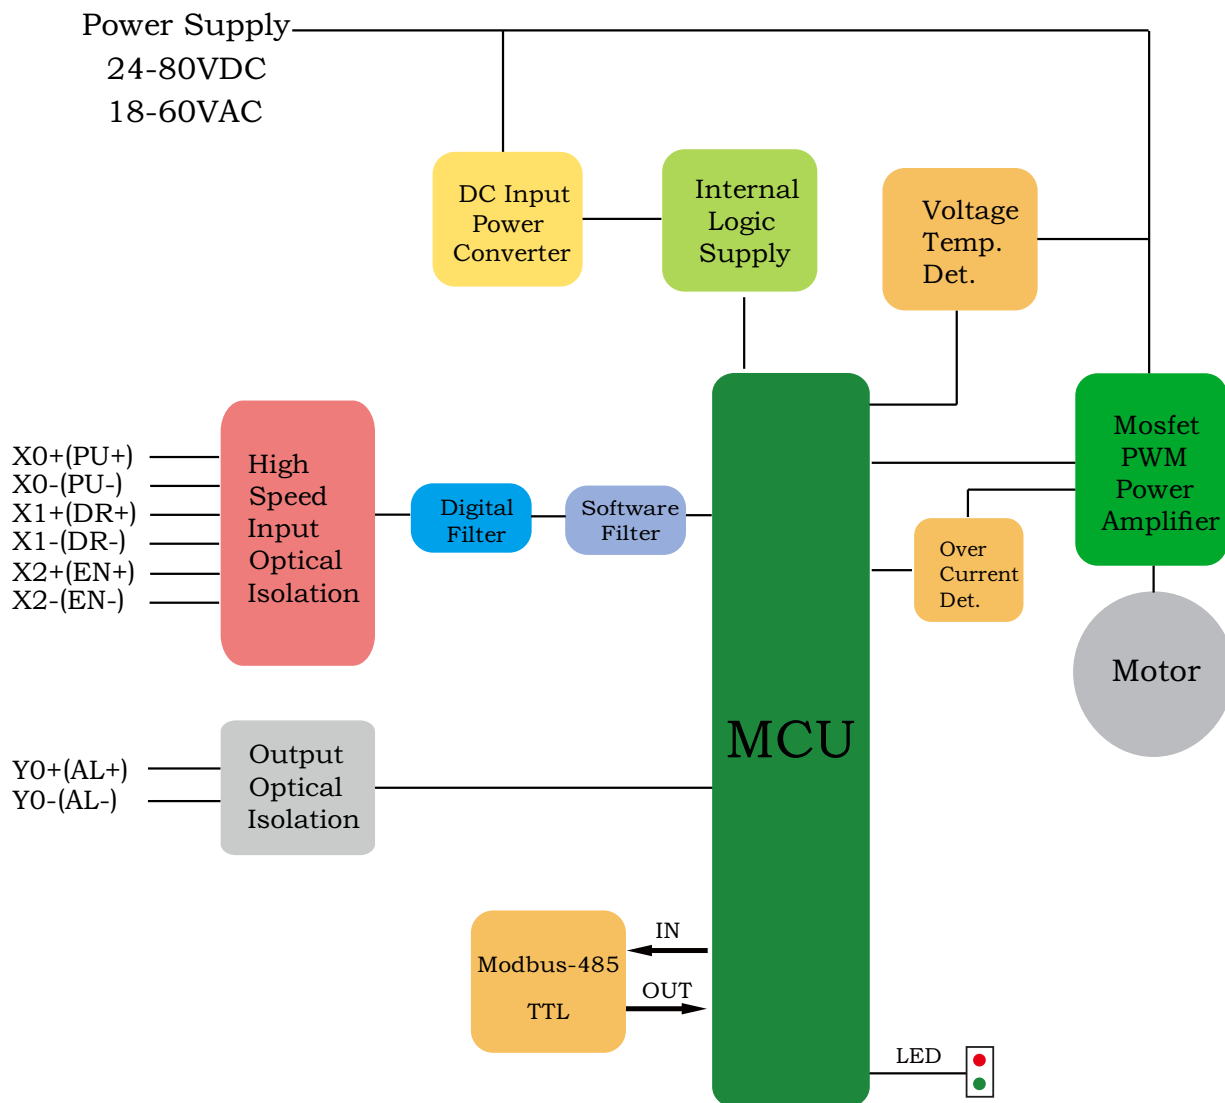 Power Supply
24-80VDC
18-60VAC
DC Input
Power
Converter
Internal
Logic
Supply
Voltage
Temp.
Det.
X0+(PU+)
X0-(PU-)
X1+(DR+)
X1-(DR-)
X2+(EN+)
X2-(EN-)
High
Speed
Input
Optical
Isolation
Digital
Filter
Software
Filter
Mosfet
PWM
Power
Amplifier
Over
Current
Det.
Motor
MCU
Y0+(AL+)
Y0-(AL-)
Output
Optical
Isolation
Modbus-485
TTL
IN
OUT
LED